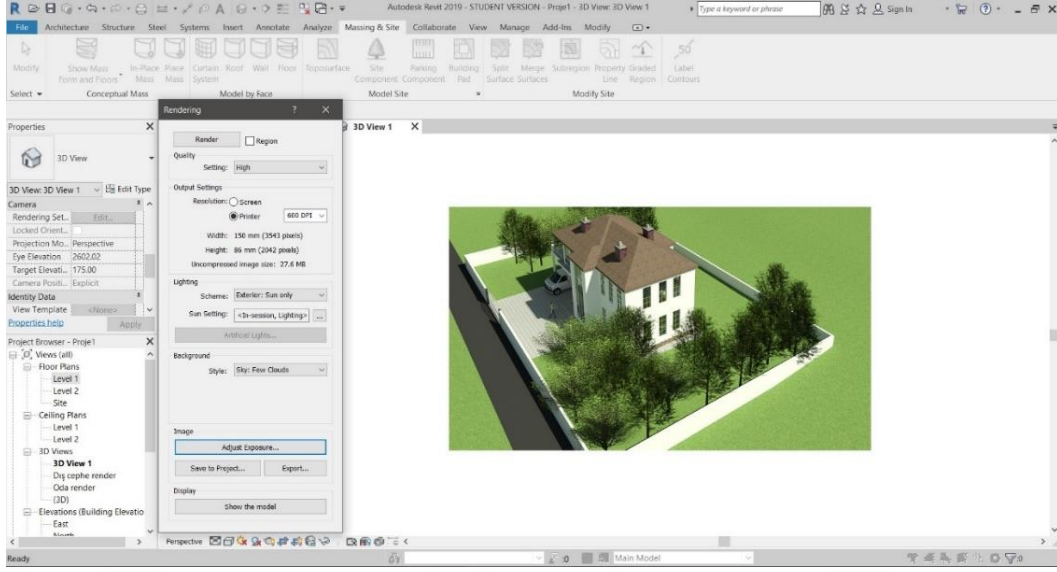 Autodesk Revit 2019 - STUDENT VERSION - Proje1 - 3D View: 3D View 1
Type a keyword or phrase
Sign In
File Architecture Structure Steel Systems Insert Annotate Analyze Massing & Site Collaborate View Manage Add-Ins Modify
Modify
Show Mass Form and Floors
In-Place Mass
Place Mass
Curtain System
Roof
Wall
Floor
Toposurface
Site Component
Parking Component
Building Pad
Split Surface
Merge Surfaces
Subregion
Property Line
Graded Region
Label Contours
Select
Conceptual Mass
Model by Face
Model Site
Modify Site
Properties
3D View
3D View: 3D View 1
Edit Type
Camera
Rendering Set... Edit...
Locked Orient...
Projection Mo... Perspective
Eye Elevation 2602.02
Target Elevati... 175.00
Camera Positi... Explicit
Identity Data
View Template <None>
Properties help
Apply
Project Browser - Proje1
Views (all)
Floor Plans
Level 1
Level 2
Site
Ceiling Plans
Level 1
Level 2
3D Views
3D View 1
Dış cephe render
Oda render
{3D}
Elevations (Building Elevatio
East
North
Rendering ?
Render
Region
Quality
Setting: High
Output Settings
Resolution: Screen
Printer 600 DPI
Width: 150 mm (3543 pixels)
Height: 86 mm (2042 pixels)
Uncompressed image size: 27.6 MB
Lighting
Scheme: Exterior: Sun only
Sun Setting: <In-session, Lighting> ...
Artificial Lights...
Background
Style: Sky: Few Clouds
Image
Adjust Exposure...
Save to Project... Export...
Display
Show the model
3D View 1
Perspective
Ready
:0
Main Model
:0